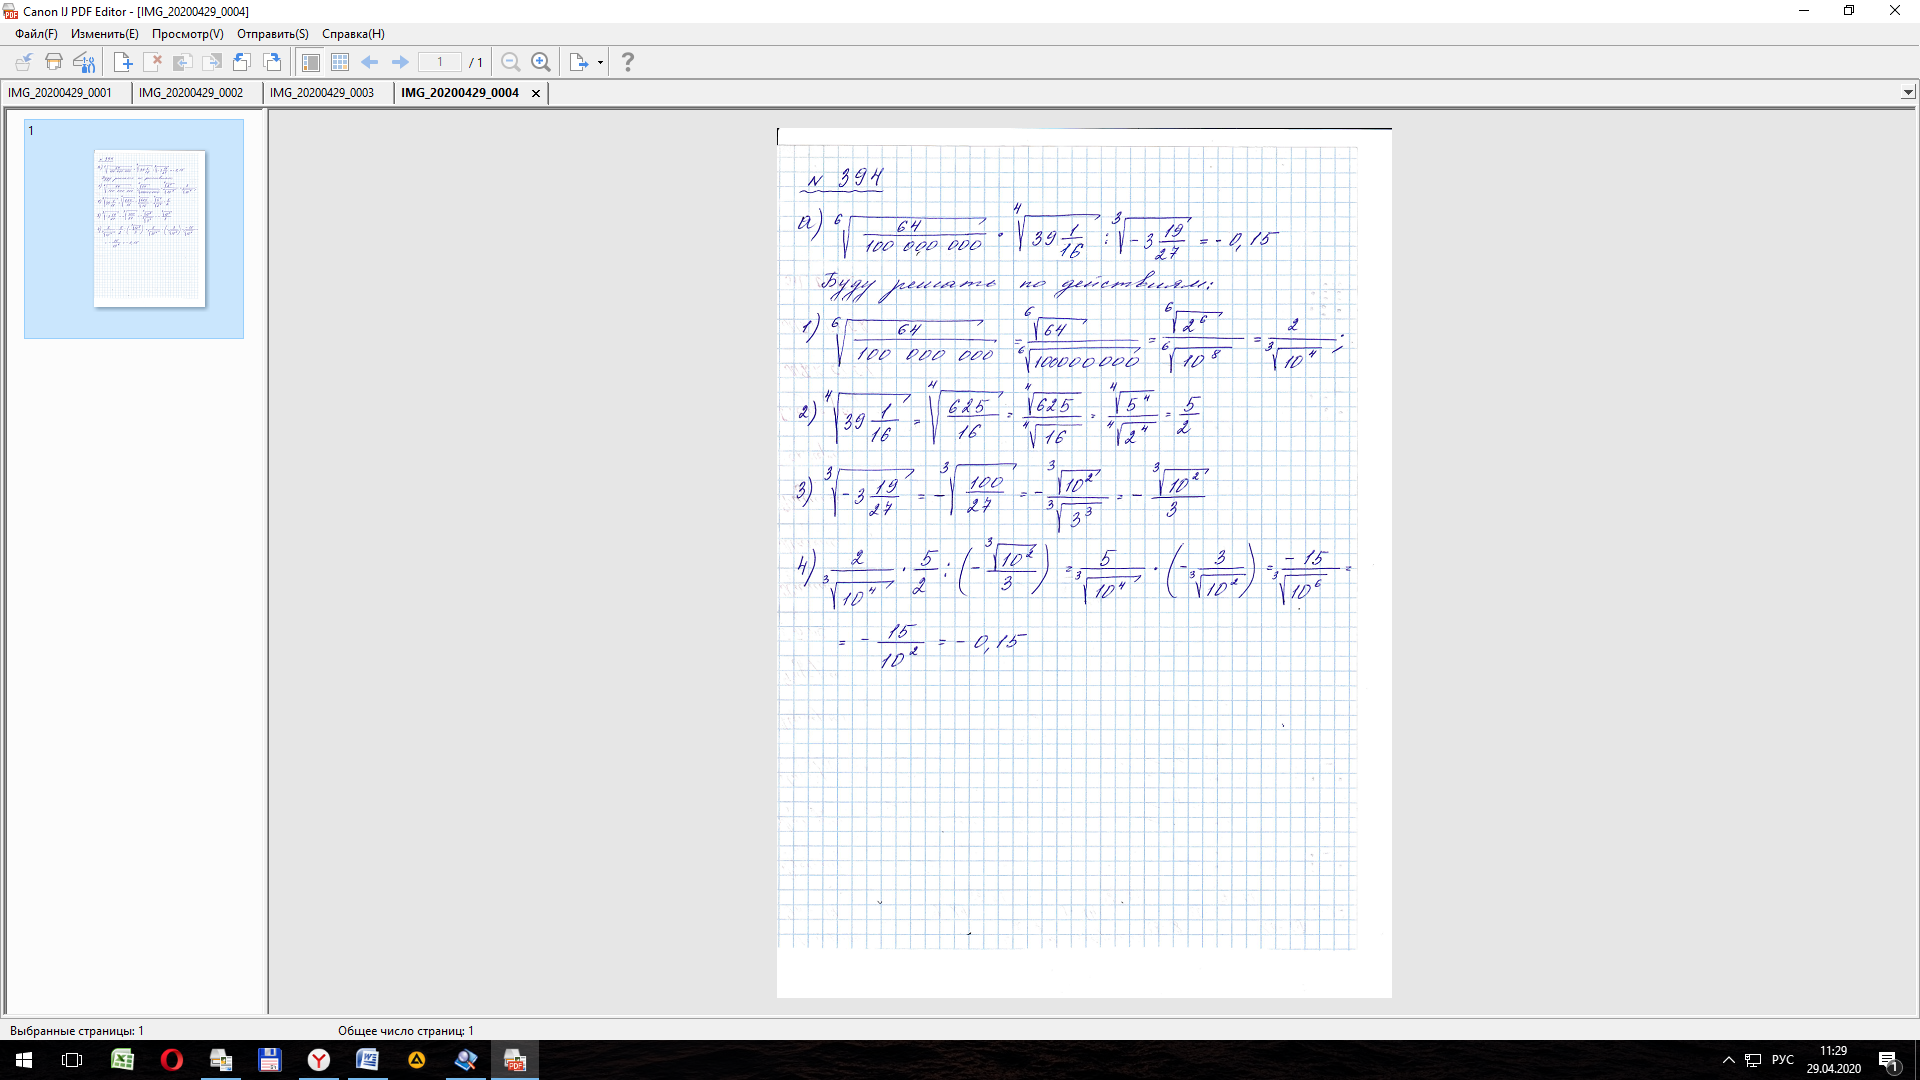 Canon IJ PDF Editor - [IMG_20200429_0004]
Файл(F) Изменить(E) Просмотр(V) Отправить(S) Справка(H)
1 / 1
IMG_20200429_0001 IMG_20200429_0002 IMG_20200429_0003 IMG_20200429_0004
1
N 394
а) ⁶√(64/100 000 000) · ⁴√(39 1/16) : ³√(-3 19/27) = -0,15
Буду решать по действиям:
1) ⁶√(64/100 000 000) = ⁶√64/⁶√100000000 = ⁶√2⁶/⁶√10⁸ = 2/³√10⁴ ;
2) ⁴√(39 1/16) = ⁴√(625/16) = ⁴√625/⁴√16 = ⁴√5⁴/⁴√2⁴ = 5/2
3) ³√(-3 19/27) = -³√(100/27) = -³√10²/³√3³ = -³√10²/3
4) 2/³√10⁴ · 5/2 : (-³√10²/3) = 5/³√10⁴ · (-3/³√10²) = -15/³√10⁶ =
= -15/10² = -0,15
Выбранные страницы: 1 Общее число страниц: 1
РУС 11:29
29.04.2020 1